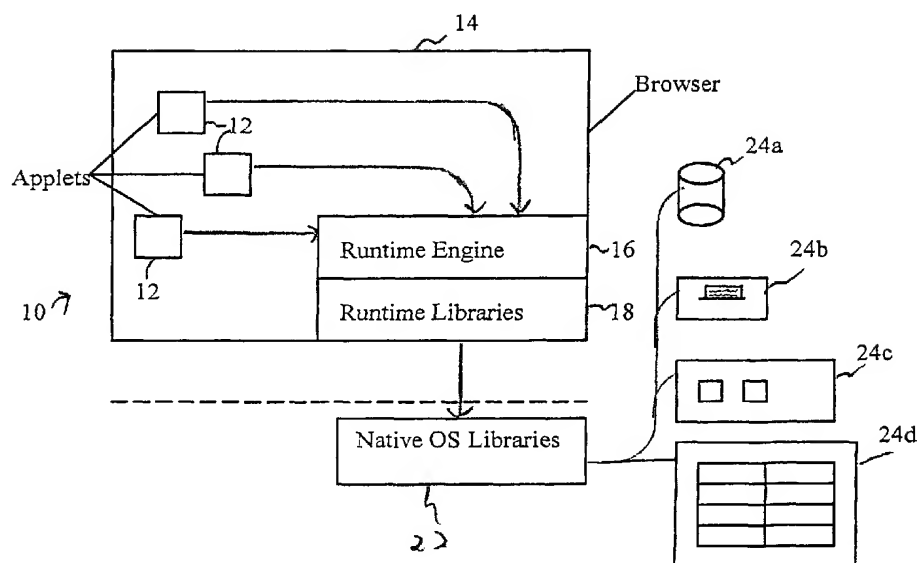 14
Browser
12
24a
Applets
Runtime Engine
16
24b
12
10
Runtime Libraries
18
24c
Native OS Libraries
24d
22